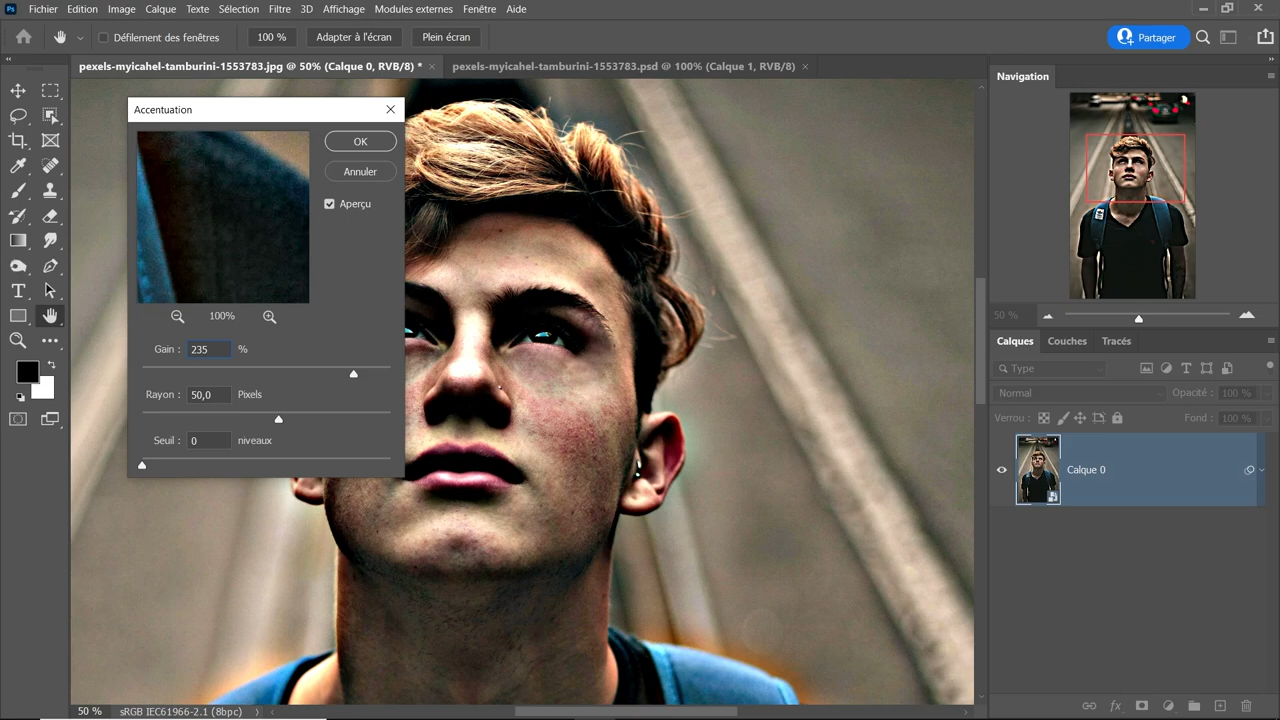 Ps Fichier Edition Image Calque Texte Sélection Filtre 3D Affichage Modules externes Fenêtre Aide
Défilement des fenêtres 100 % Adapter à l'écran Plein écran Partager
pexels-myicahel-tamburini-1553783.jpg @ 50% (Calque 0, RVB/8) * × pexels-myicahel-tamburini-1553783.psd @ 100% (Calque 1, RVB/8) ×
Navigation
Accentuation
OK
Annuler
Aperçu
100%
Gain : 235 %
Rayon : 50,0 Pixels
Seuil : 0 niveaux
50 %
Calques Couches Tracés
Type
Normal Opacité : 100 %
Verrou : Fond : 100 %
Calque 0
fx
50 % sRGB IEC61966-2.1 (8bpc)